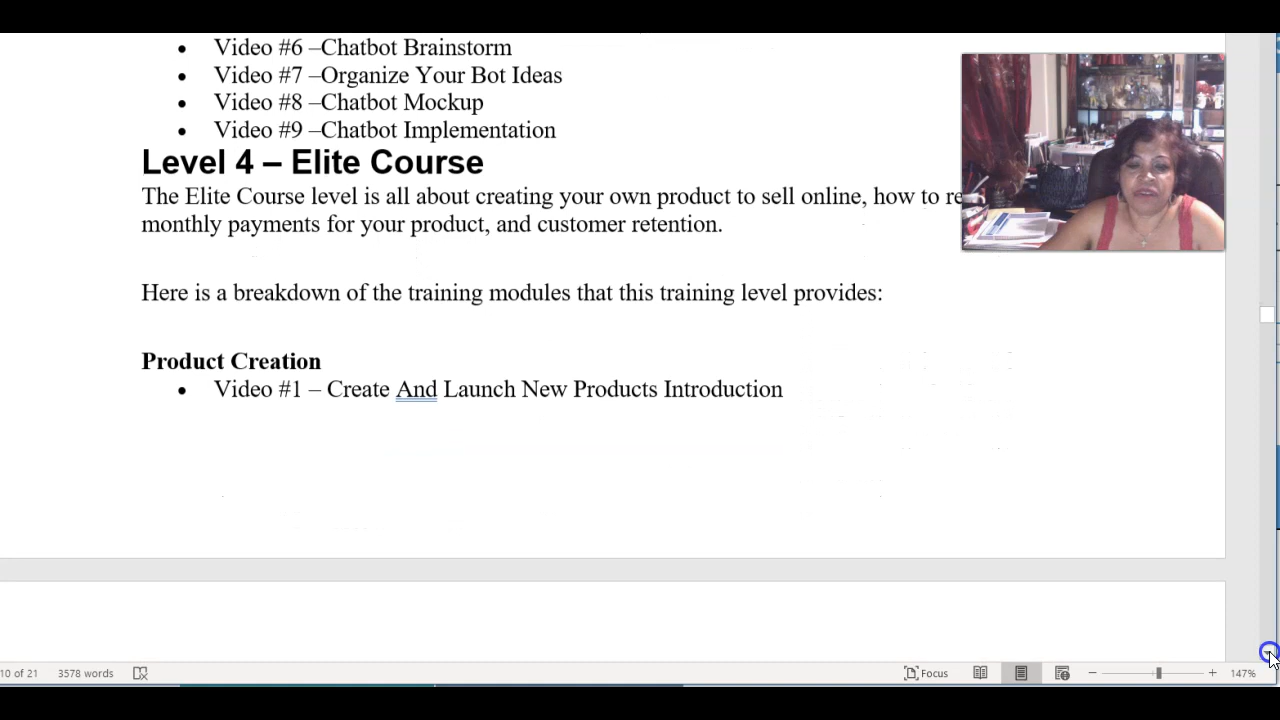 • Video #6 –Chatbot Brainstorm
• Video #7 –Organize Your Bot Ideas
• Video #8 –Chatbot Mockup
• Video #9 –Chatbot Implementation
Level 4 – Elite Course
The Elite Course level is all about creating your own product to sell online, how to
monthly payments for your product, and customer retention.
Here is a breakdown of the training modules that this training level provides:
Product Creation
• Video #1 – Create And Launch New Products Introduction
10 of 21 3578 words Focus 147%